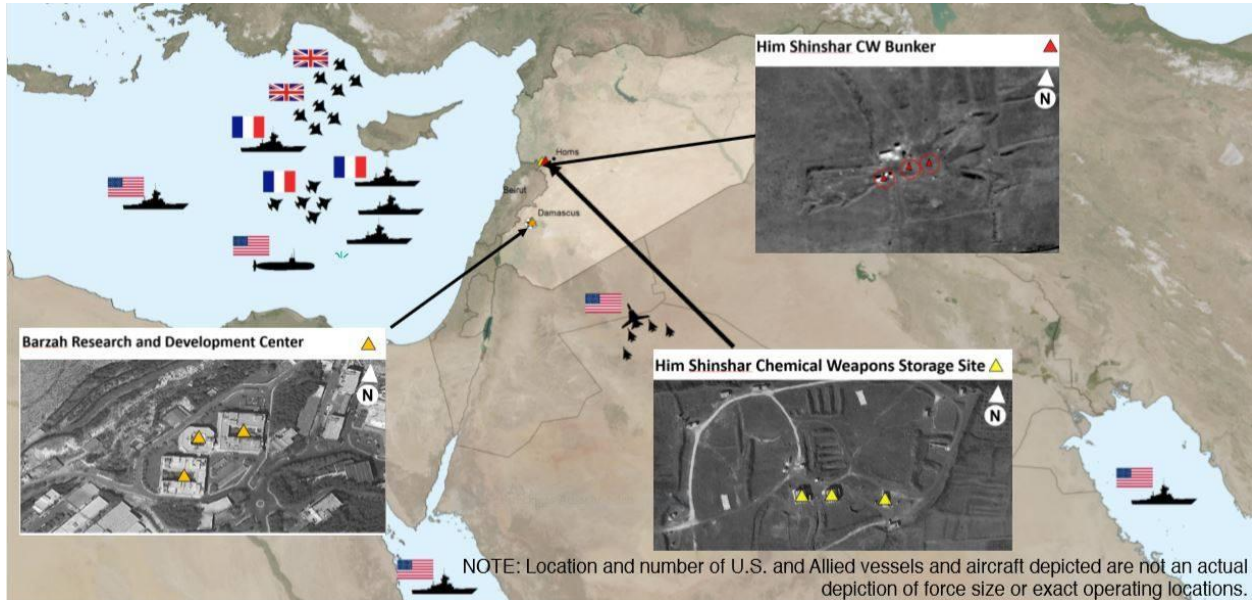 Him Shinshar CW Bunker
N
Homs
Beirut
Damascus
Barzah Research and Development Center
N
Him Shinshar Chemical Weapons Storage Site
N
NOTE: Location and number of U.S. and Allied vessels and aircraft depicted are not an actual
depiction of force size or exact operating locations.